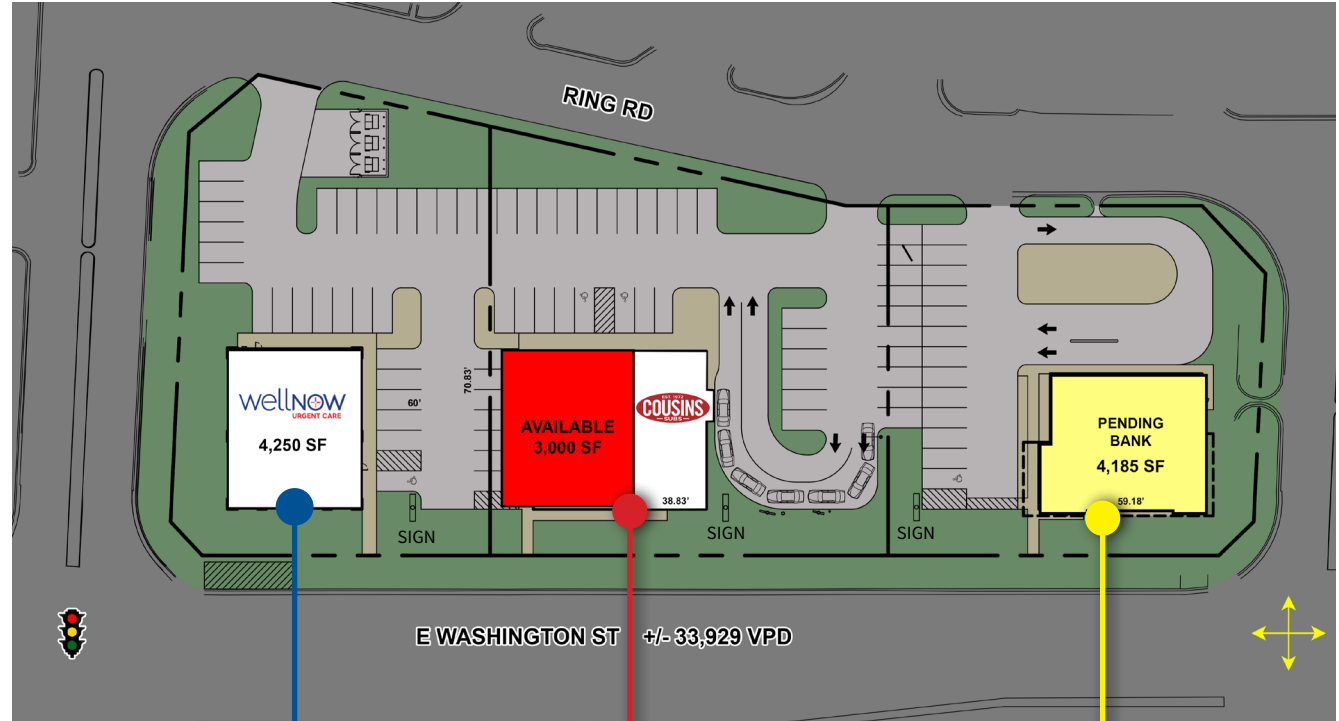 RING RD
wellNOW
URGENT CARE
4,250 SF
60'
70.83'
AVAILABLE
3,000 SF
EST. 1972
COUSINS
SUBS
38.83'
PENDING
BANK
4,185 SF
59.18'
SIGN
SIGN
SIGN
E WASHINGTON ST +/- 33,929 VPD